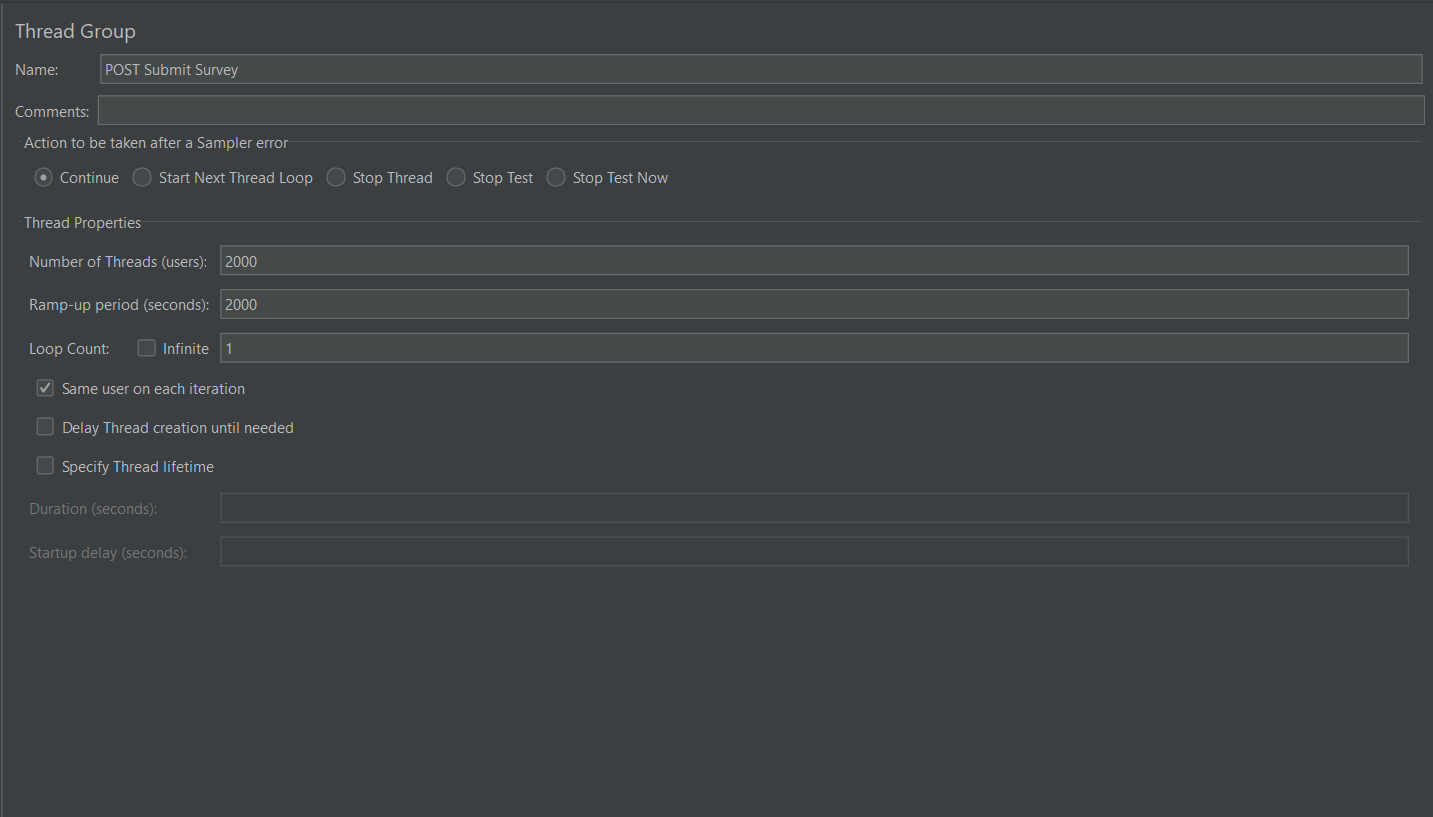 Thread Group
Name: POST Submit Survey
Comments:
Action to be taken after a Sampler error
Continue Start Next Thread Loop Stop Thread Stop Test Stop Test Now
Thread Properties
Number of Threads (users): 2000
Ramp-up period (seconds): 2000
Loop Count: Infinite 1
Same user on each iteration
Delay Thread creation until needed
Specify Thread lifetime
Duration (seconds):
Startup delay (seconds):